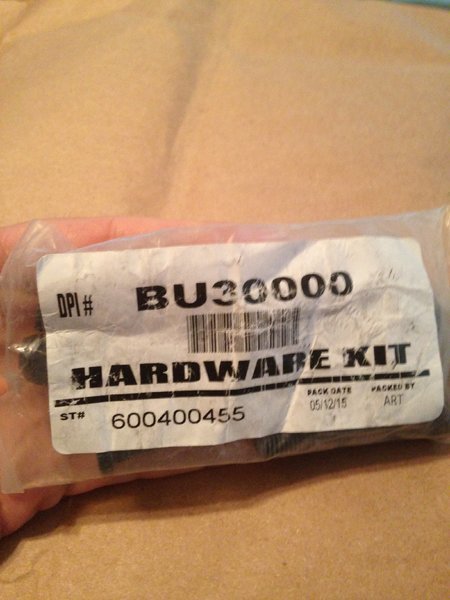 DPI# BU30000
HARDWARE KIT
ST# 600400455
PACK DATE PACKED BY
05/12/15 ART